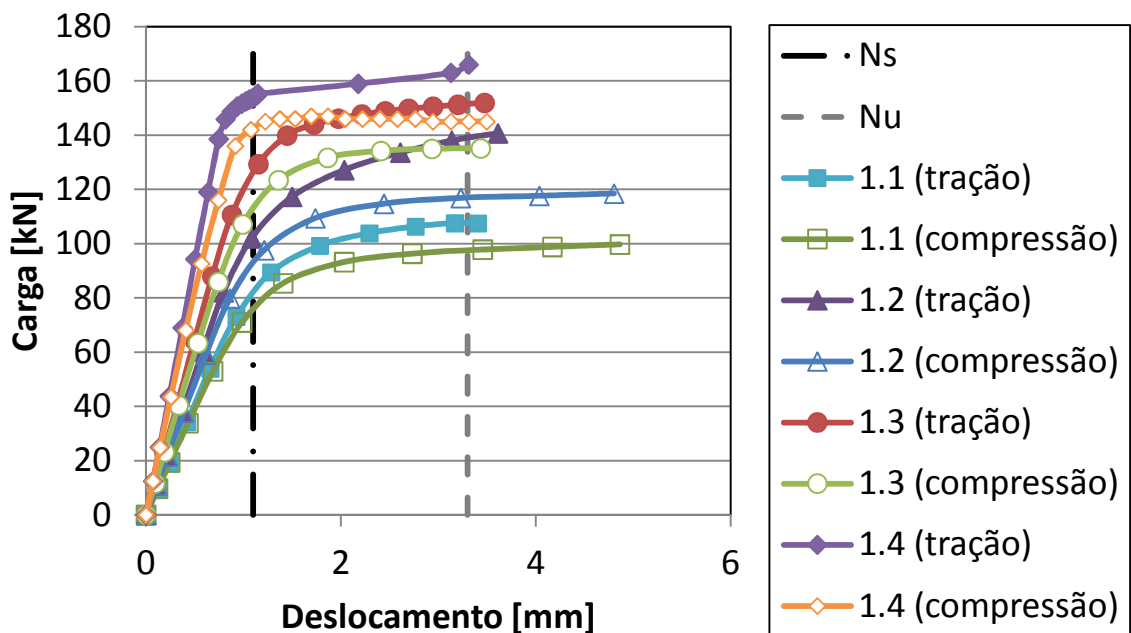 180
160
140
120
100
80
60
40
20
0
Carga [kN]
0 2 4 6
Deslocamento [mm]
Ns
Nu
1.1 (tração)
1.1 (compressão)
1.2 (tração)
1.2 (compressão)
1.3 (tração)
1.3 (compressão)
1.4 (tração)
1.4 (compressão)